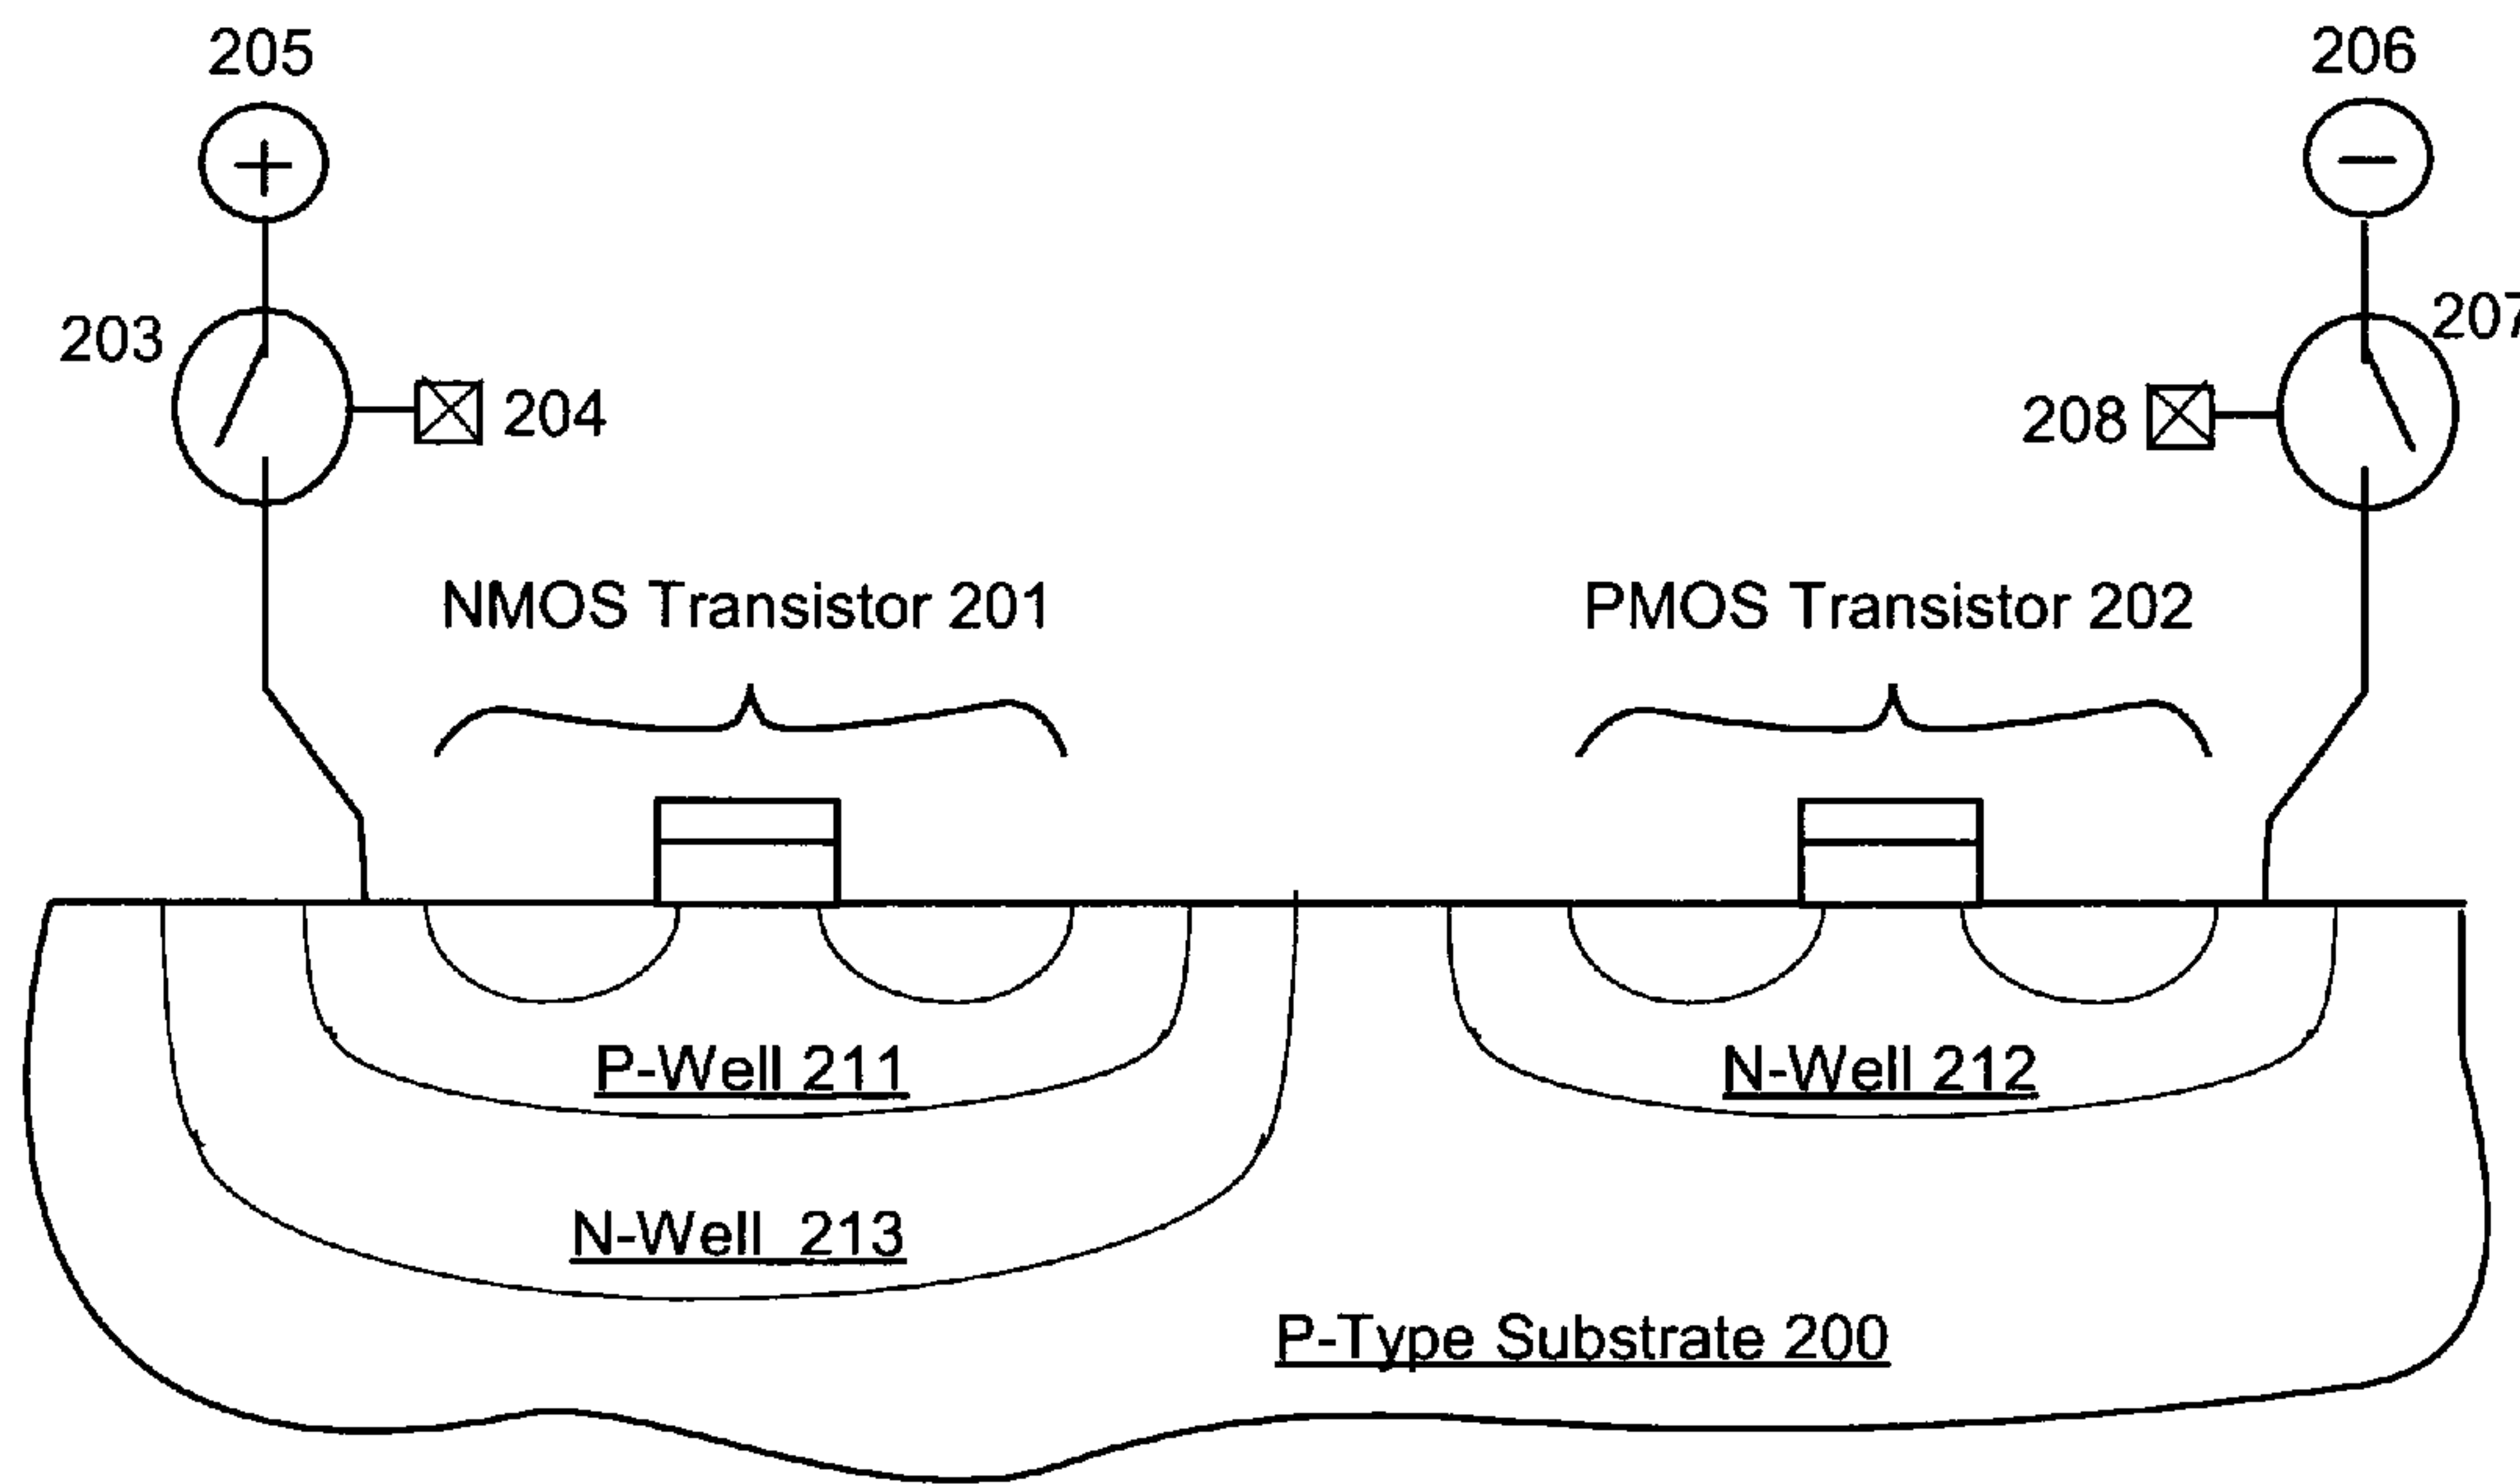 205
206
+
−
203
207
204
208
NMOS Transistor 201
PMOS Transistor 202
P-Well 211
N-Well 212
N-Well 213
P-Type Substrate 200